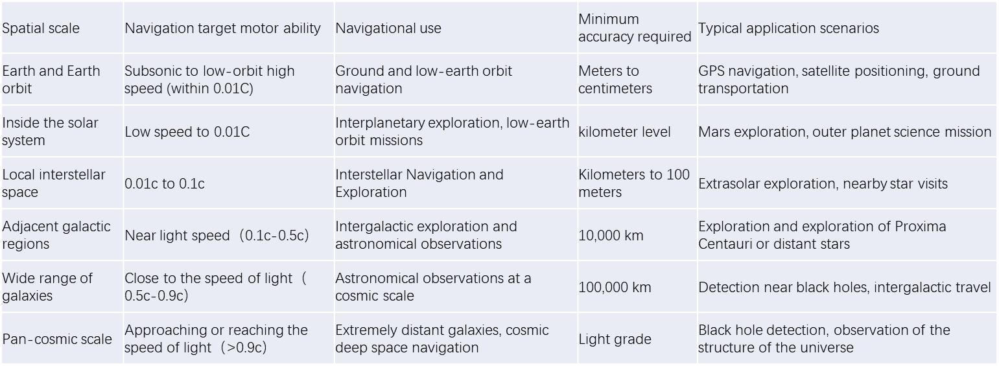 Spatial scale
Navigation target motor ability
Navigational use
Minimum
accuracy required
Typical application scenarios
Earth and Earth
orbit
Subsonic to low-orbit high
speed (within 0.01C)
Ground and low-earth orbit
navigation
Meters to
centimeters
GPS navigation, satellite positioning, ground
transportation
Inside the solar
system
Low speed to 0.01C
Interplanetary exploration, low-earth
orbit missions
kilometer level
Mars exploration, outer planet science mission
Local interstellar
space
0.01c to 0.1c
Interstellar Navigation and
Exploration
Kilometers to 100
meters
Extrasolar exploration, nearby star visits
Adjacent galactic
regions
Near light speed（0.1c-0.5c）
Intergalactic exploration and
astronomical observations
10,000 km
Exploration and exploration of Proxima
Centauri or distant stars
Wide range of
galaxies
Close to the speed of light（
0.5c-0.9c）
Astronomical observations at a
cosmic scale
100,000 km
Detection near black holes, intergalactic travel
Pan-cosmic scale
Approaching or reaching the
speed of light（>0.9c）
Extremely distant galaxies, cosmic
deep space navigation
Light grade
Black hole detection, observation of the
structure of the universe